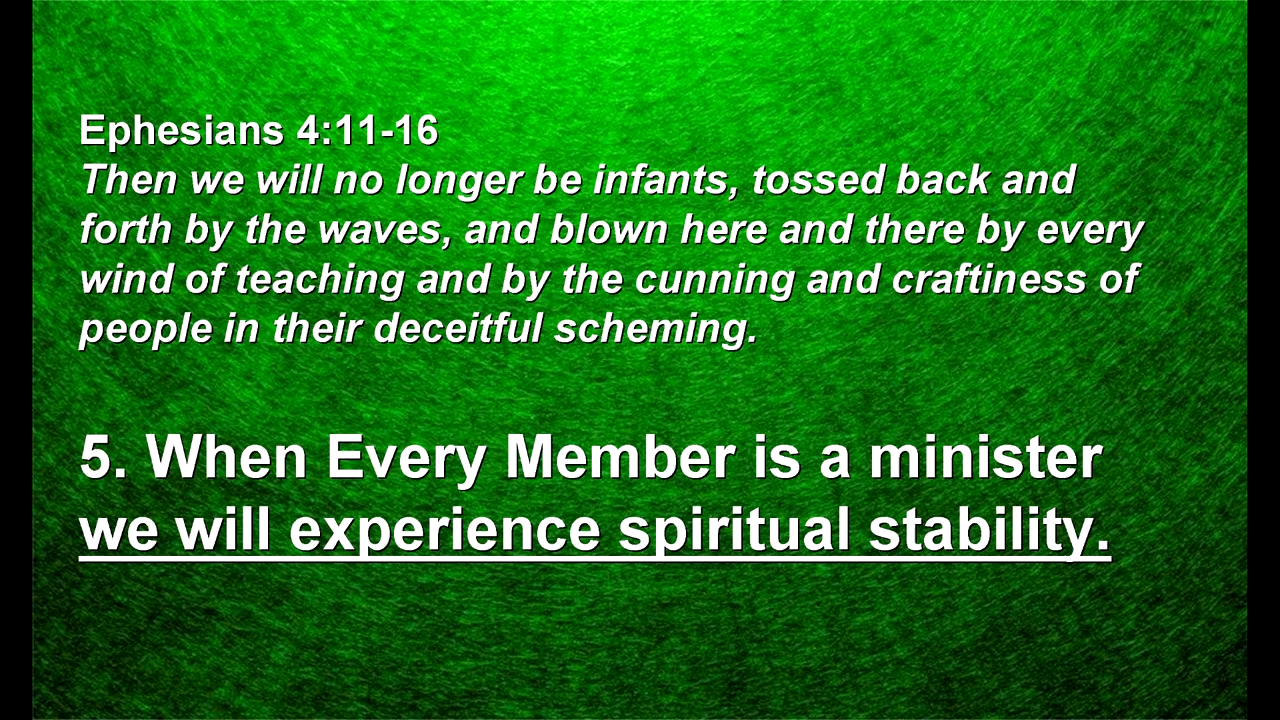 Ephesians 4:11-16
Then we will no longer be infants, tossed back and
forth by the waves, and blown here and there by every
wind of teaching and by the cunning and craftiness of
people in their deceitful scheming.
5. When Every Member is a minister
we will experience spiritual stability.